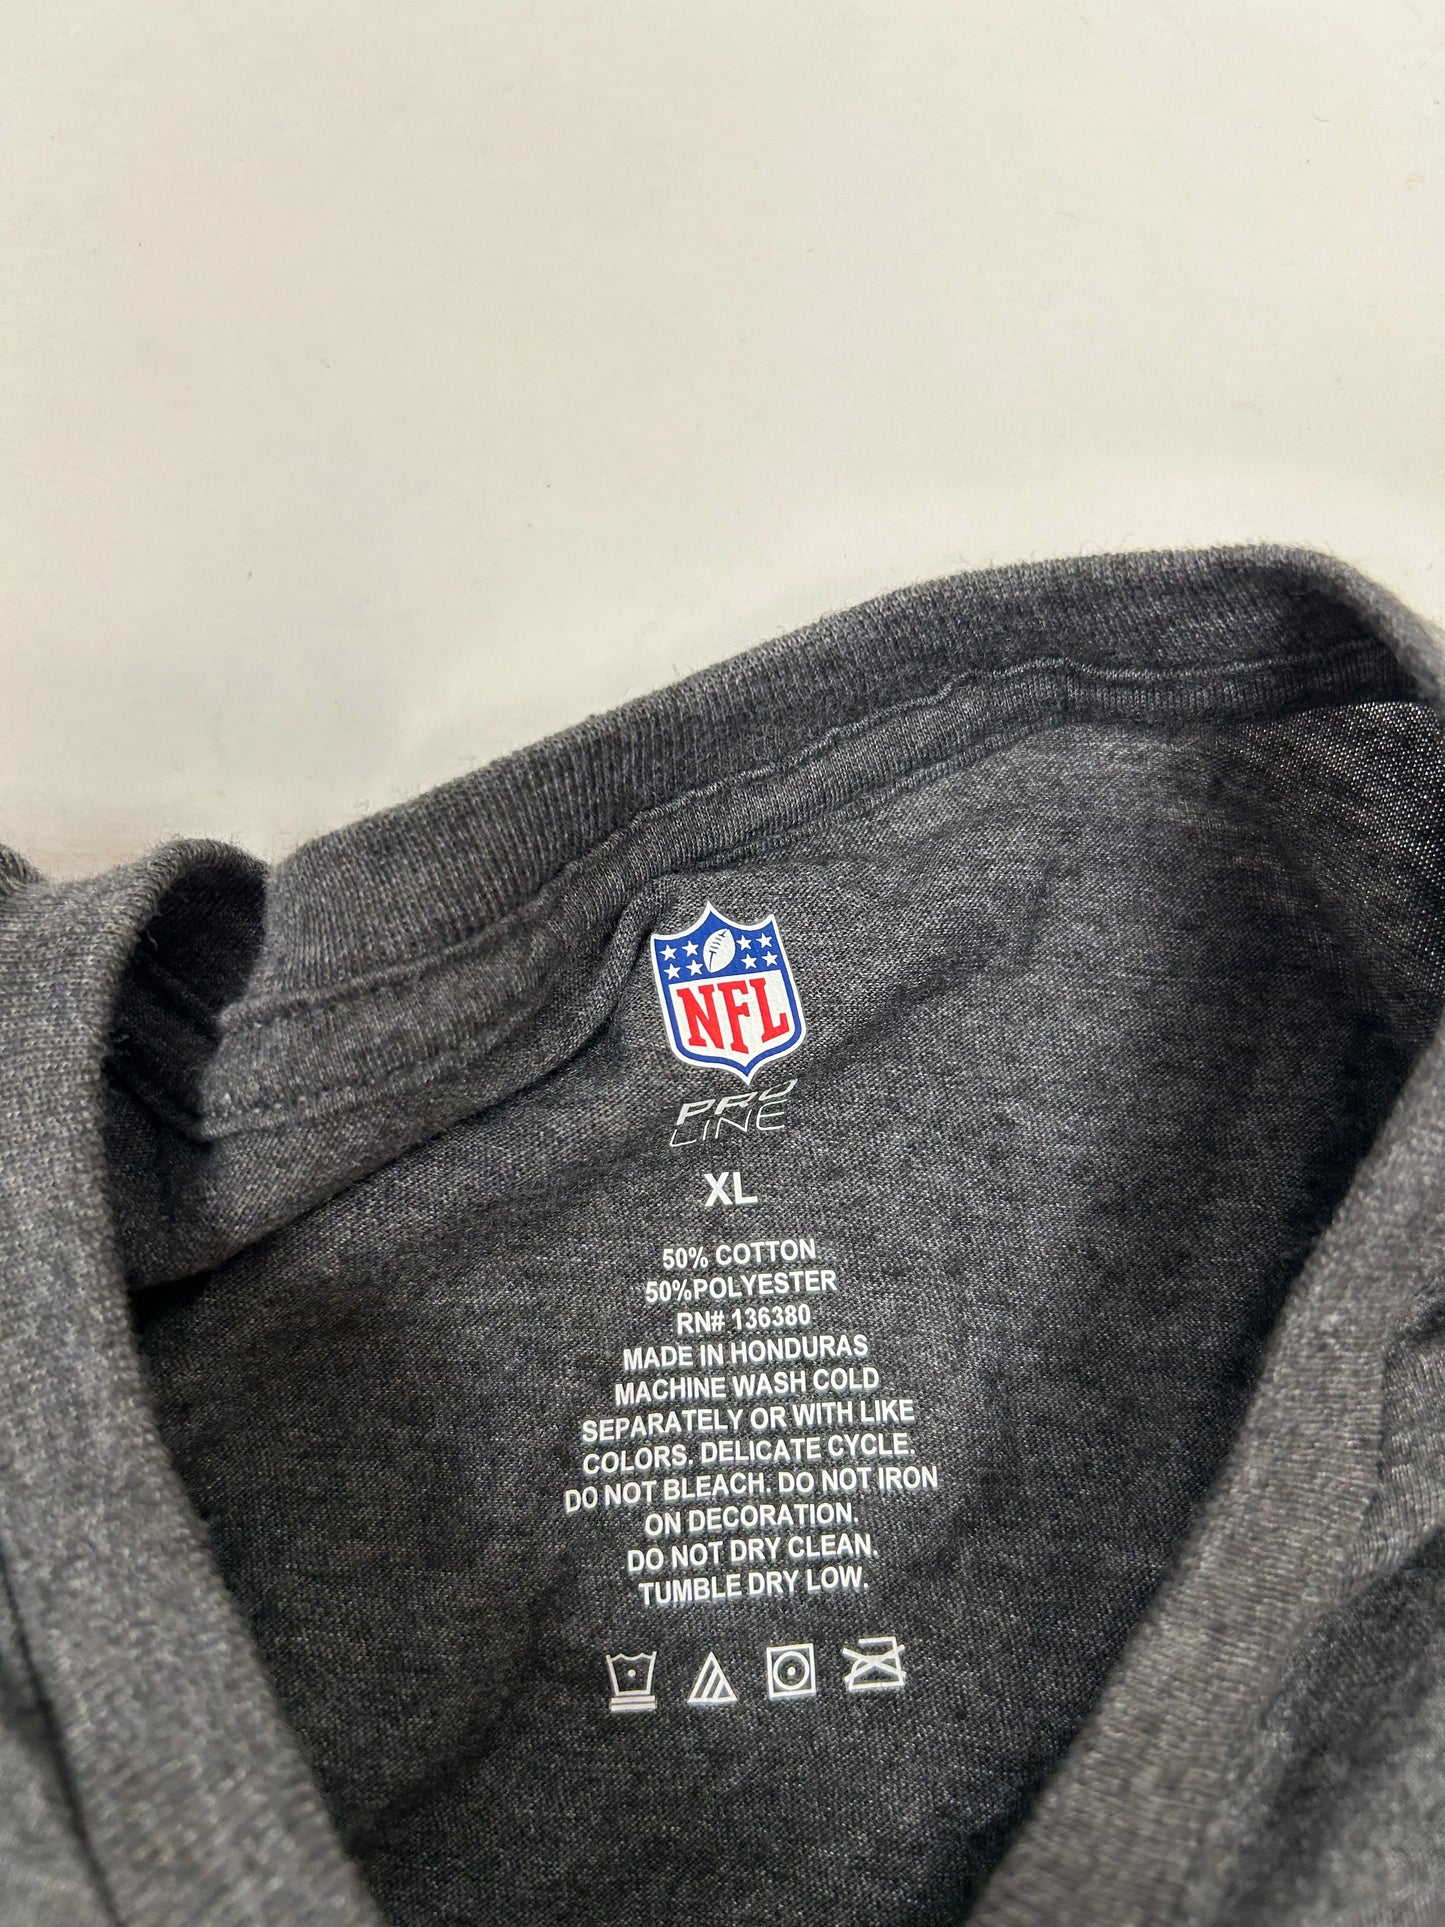 NFL
PRO
LINE
XL
50% COTTON
50%POLYESTER
RN# 136380
MADE IN HONDURAS
MACHINE WASH COLD
SEPARATELY OR WITH LIKE
COLORS. DELICATE CYCLE.
DO NOT BLEACH. DO NOT IRON
ON DECORATION.
DO NOT DRY CLEAN.
TUMBLE DRY LOW.